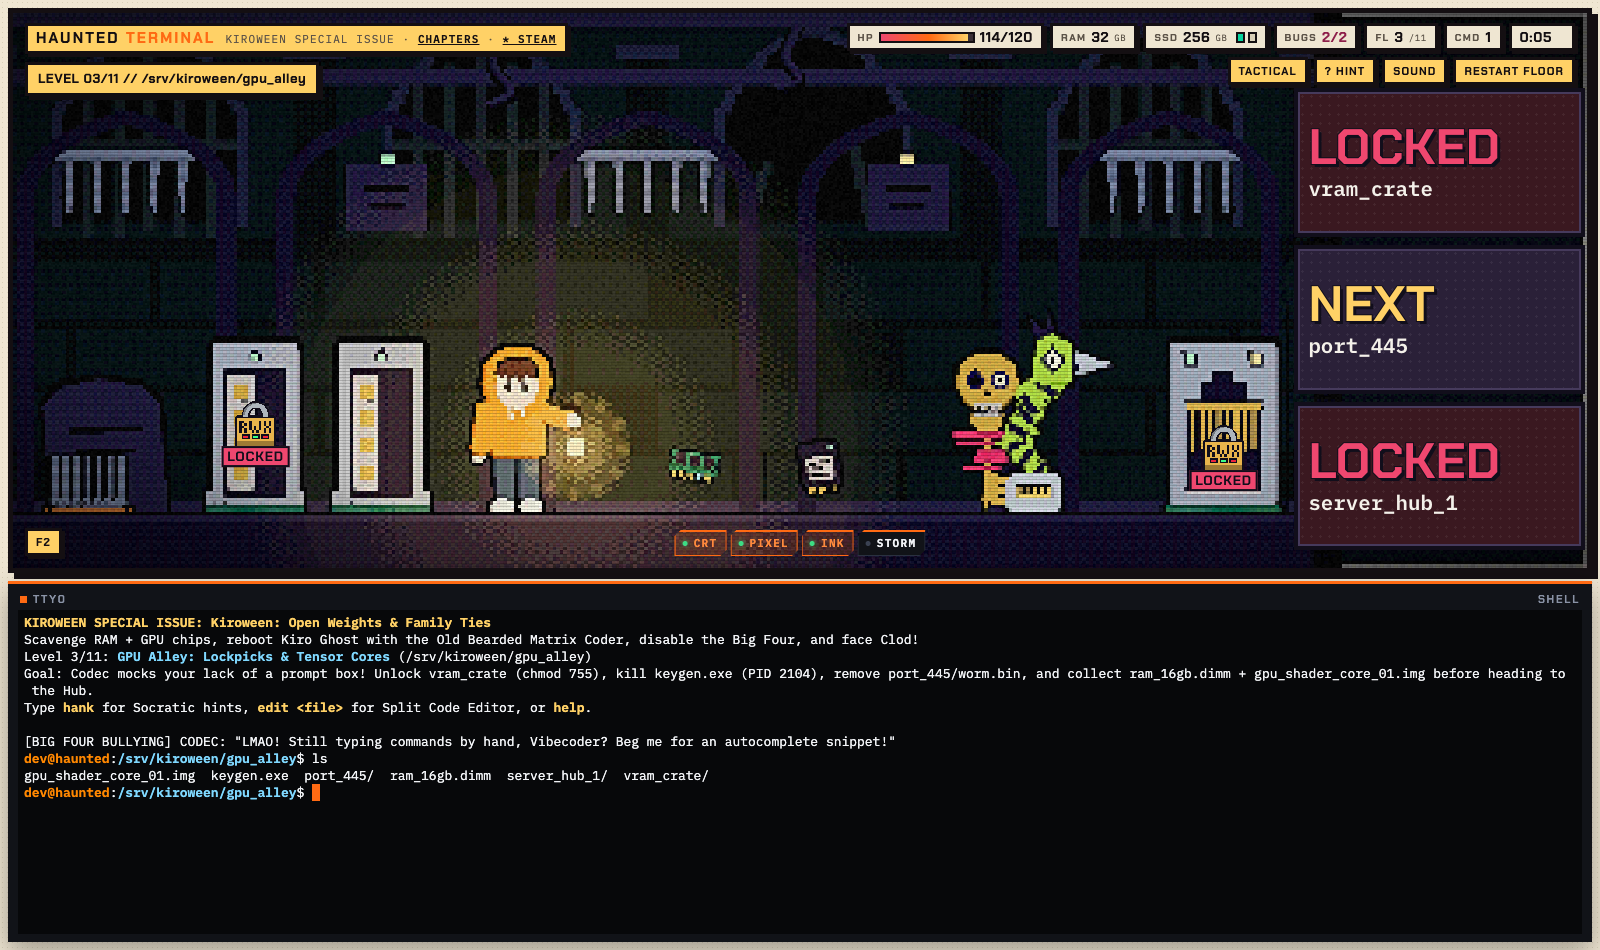 HAUNTED TERMINAL KIROWEEN SPECIAL ISSUE · CHAPTERS · * STEAM
HP 114/120 RAM 32 GB SSD 256 GB BUGS 2/2 FL 3 /11 CMD 1 0:05
LEVEL 03/11 // /srv/kiroween/gpu_alley
TACTICAL ? HINT SOUND RESTART FLOOR
LOCKED
vram_crate
NEXT
port_445
LOCKED
server_hub_1
RWX
LOCKED
RWX
LOCKED
F2
CRT PIXEL INK STORM
TTY0 SHELL
KIROWEEN SPECIAL ISSUE: Kiroween: Open Weights & Family Ties
Scavenge RAM + GPU chips, reboot Kiro Ghost with the Old Bearded Matrix Coder, disable the Big Four, and face Clod!
Level 3/11: GPU Alley: Lockpicks & Tensor Cores (/srv/kiroween/gpu_alley)
Goal: Codec mocks your lack of a prompt box! Unlock vram_crate (chmod 755), kill keygen.exe (PID 2104), remove port_445/worm.bin, and collect ram_16gb.dimm + gpu_shader_core_01.img before heading to
the Hub.
Type hank for Socratic hints, edit <file> for Split Code Editor, or help.
[BIG FOUR BULLYING] CODEC: "LMAO! Still typing commands by hand, Vibecoder? Beg me for an autocomplete snippet!"
dev@haunted:/srv/kiroween/gpu_alley$ ls
gpu_shader_core_01.img keygen.exe port_445/ ram_16gb.dimm server_hub_1/ vram_crate/
dev@haunted:/srv/kiroween/gpu_alley$